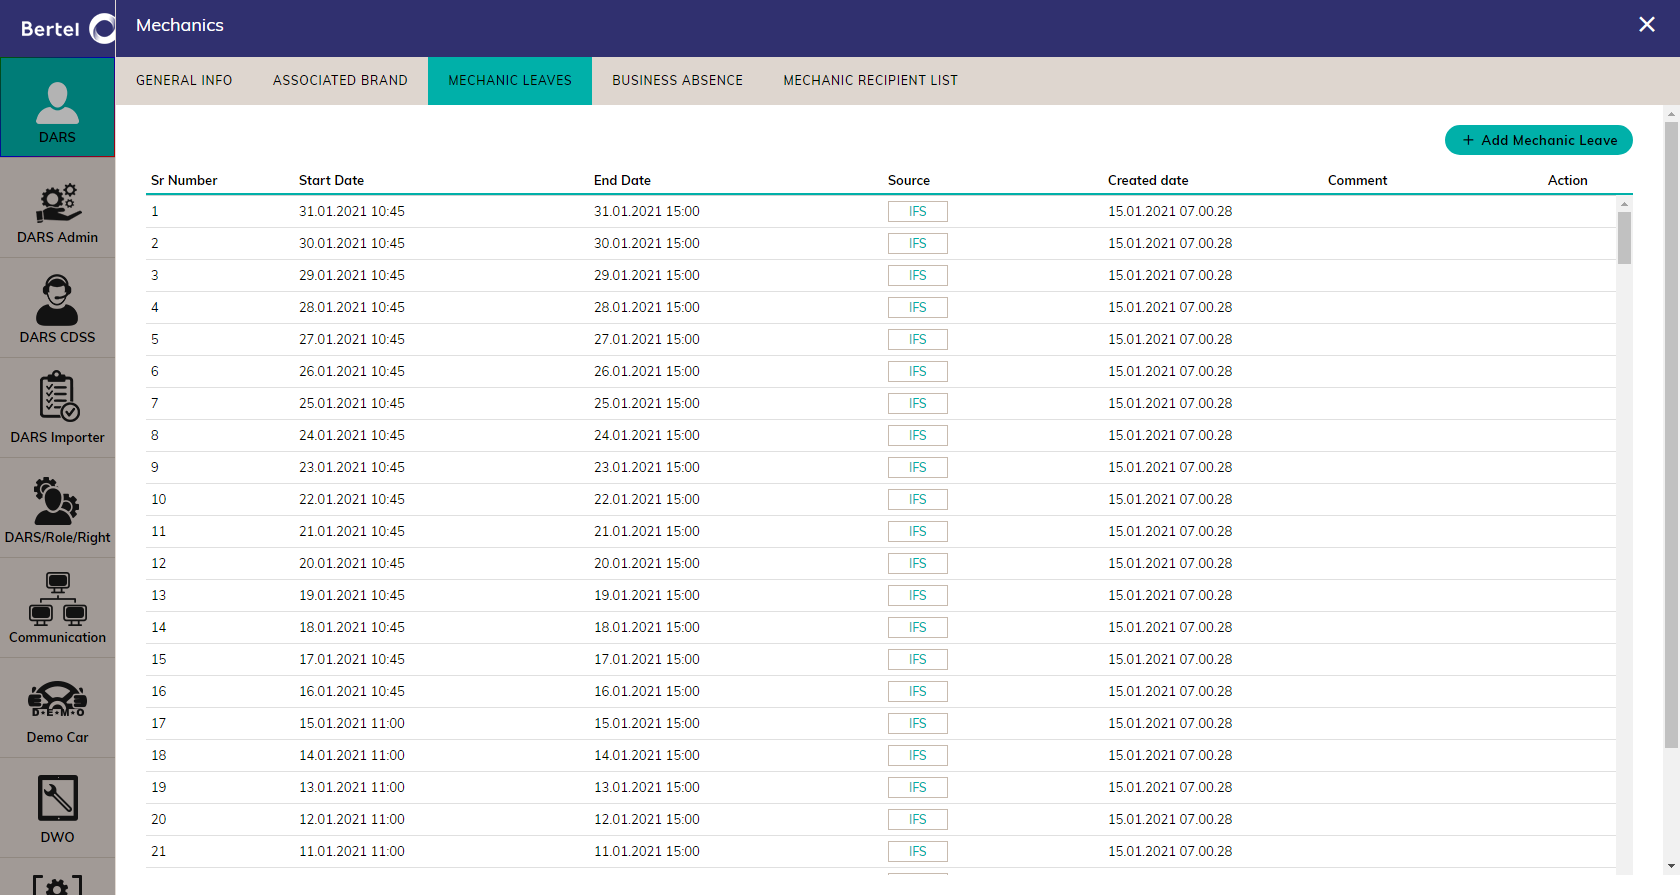 Bertel
Mechanics
GENERAL INFO ASSOCIATED BRAND MECHANIC LEAVES BUSINESS ABSENCE MECHANIC RECIPIENT LIST
DARS
DARS Admin
DARS CDSS
DARS Importer
DARS/Role/Right
Communication
D•E•M•O
Demo Car
DWO
+ Add Mechanic Leave
Sr Number Start Date End Date Source Created date Comment Action
1 31.01.2021 10:45 31.01.2021 15:00 IFS 15.01.2021 07.00.28
2 30.01.2021 10:45 30.01.2021 15:00 IFS 15.01.2021 07.00.28
3 29.01.2021 10:45 29.01.2021 15:00 IFS 15.01.2021 07.00.28
4 28.01.2021 10:45 28.01.2021 15:00 IFS 15.01.2021 07.00.28
5 27.01.2021 10:45 27.01.2021 15:00 IFS 15.01.2021 07.00.28
6 26.01.2021 10:45 26.01.2021 15:00 IFS 15.01.2021 07.00.28
7 25.01.2021 10:45 25.01.2021 15:00 IFS 15.01.2021 07.00.28
8 24.01.2021 10:45 24.01.2021 15:00 IFS 15.01.2021 07.00.28
9 23.01.2021 10:45 23.01.2021 15:00 IFS 15.01.2021 07.00.28
10 22.01.2021 10:45 22.01.2021 15:00 IFS 15.01.2021 07.00.28
11 21.01.2021 10:45 21.01.2021 15:00 IFS 15.01.2021 07.00.28
12 20.01.2021 10:45 20.01.2021 15:00 IFS 15.01.2021 07.00.28
13 19.01.2021 10:45 19.01.2021 15:00 IFS 15.01.2021 07.00.28
14 18.01.2021 10:45 18.01.2021 15:00 IFS 15.01.2021 07.00.28
15 17.01.2021 10:45 17.01.2021 15:00 IFS 15.01.2021 07.00.28
16 16.01.2021 10:45 16.01.2021 15:00 IFS 15.01.2021 07.00.28
17 15.01.2021 11:00 15.01.2021 15:00 IFS 15.01.2021 07.00.28
18 14.01.2021 11:00 14.01.2021 15:00 IFS 15.01.2021 07.00.28
19 13.01.2021 11:00 13.01.2021 15:00 IFS 15.01.2021 07.00.28
20 12.01.2021 11:00 12.01.2021 15:00 IFS 15.01.2021 07.00.28
21 11.01.2021 11:00 11.01.2021 15:00 IFS 15.01.2021 07.00.28